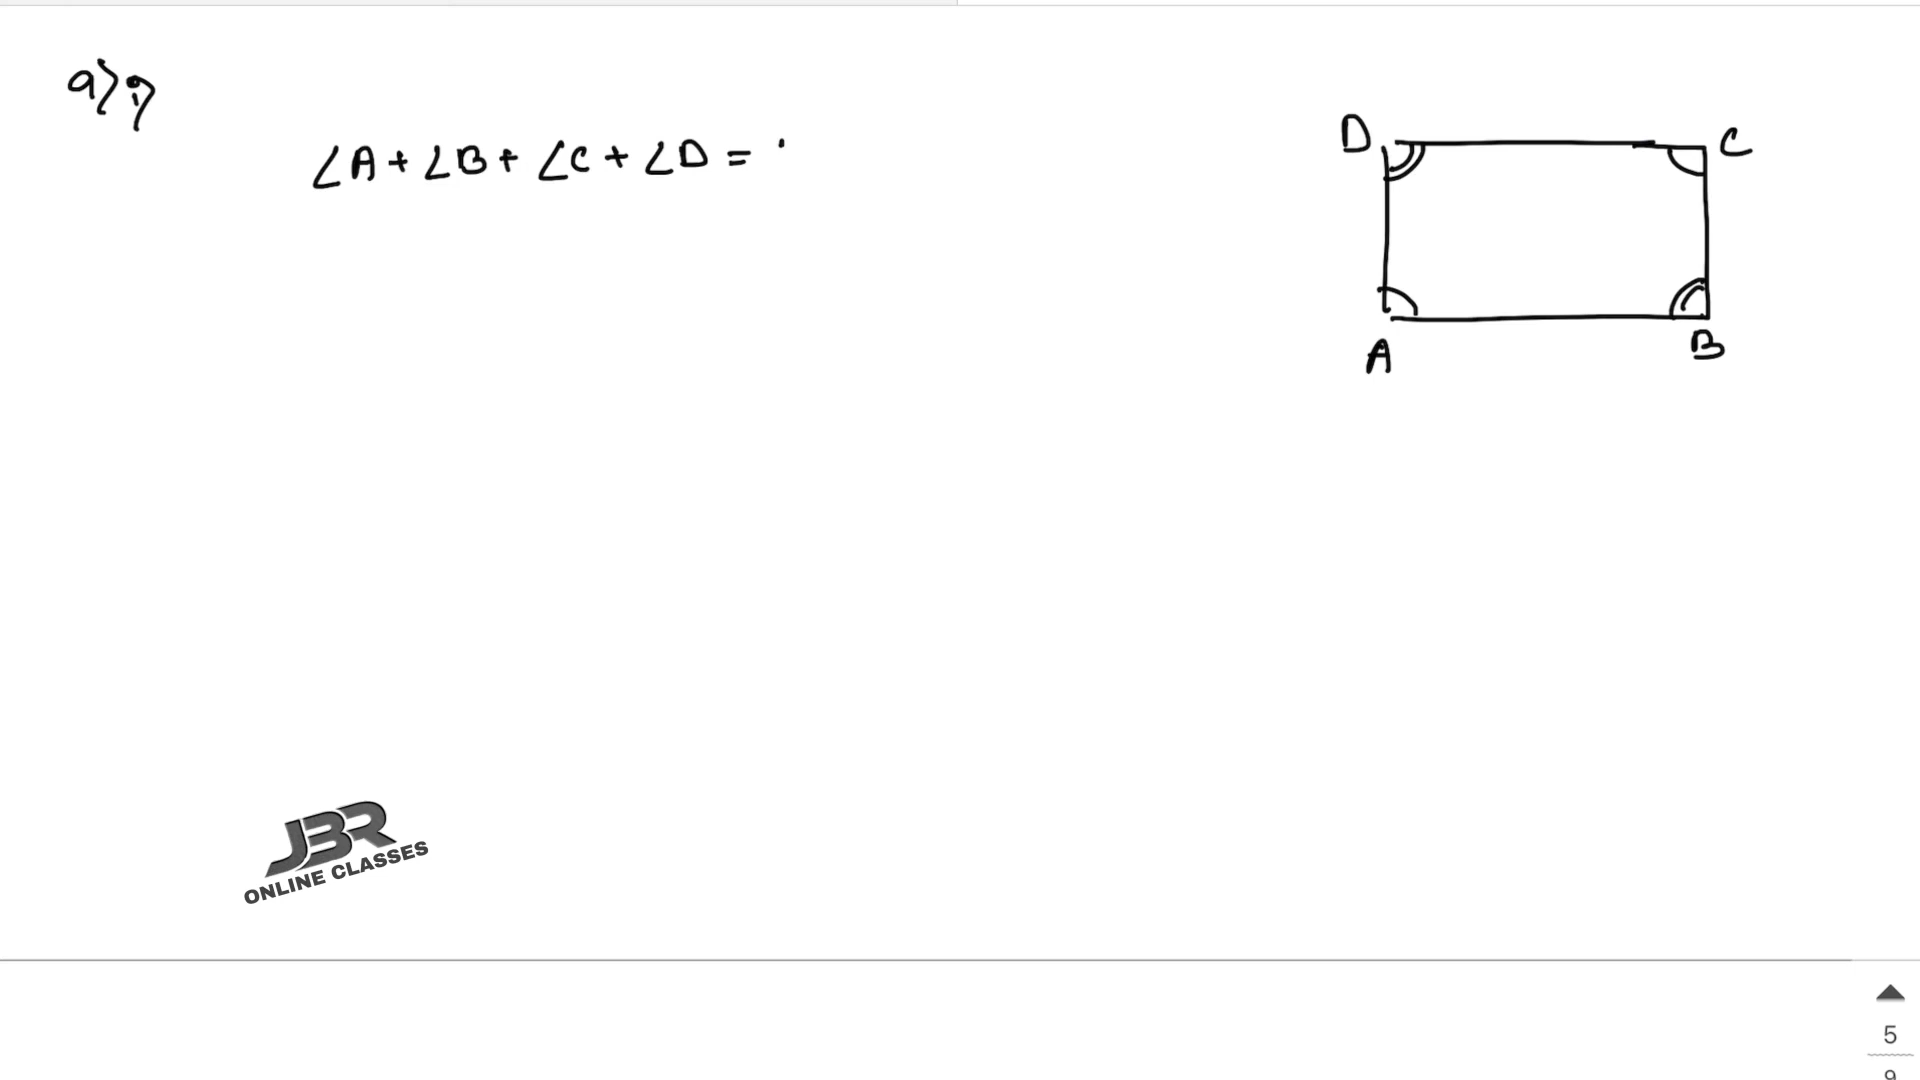 a) i)
∠A + ∠B + ∠C + ∠D =
D
C
A
B
JBR
ONLINE CLASSES
5
9